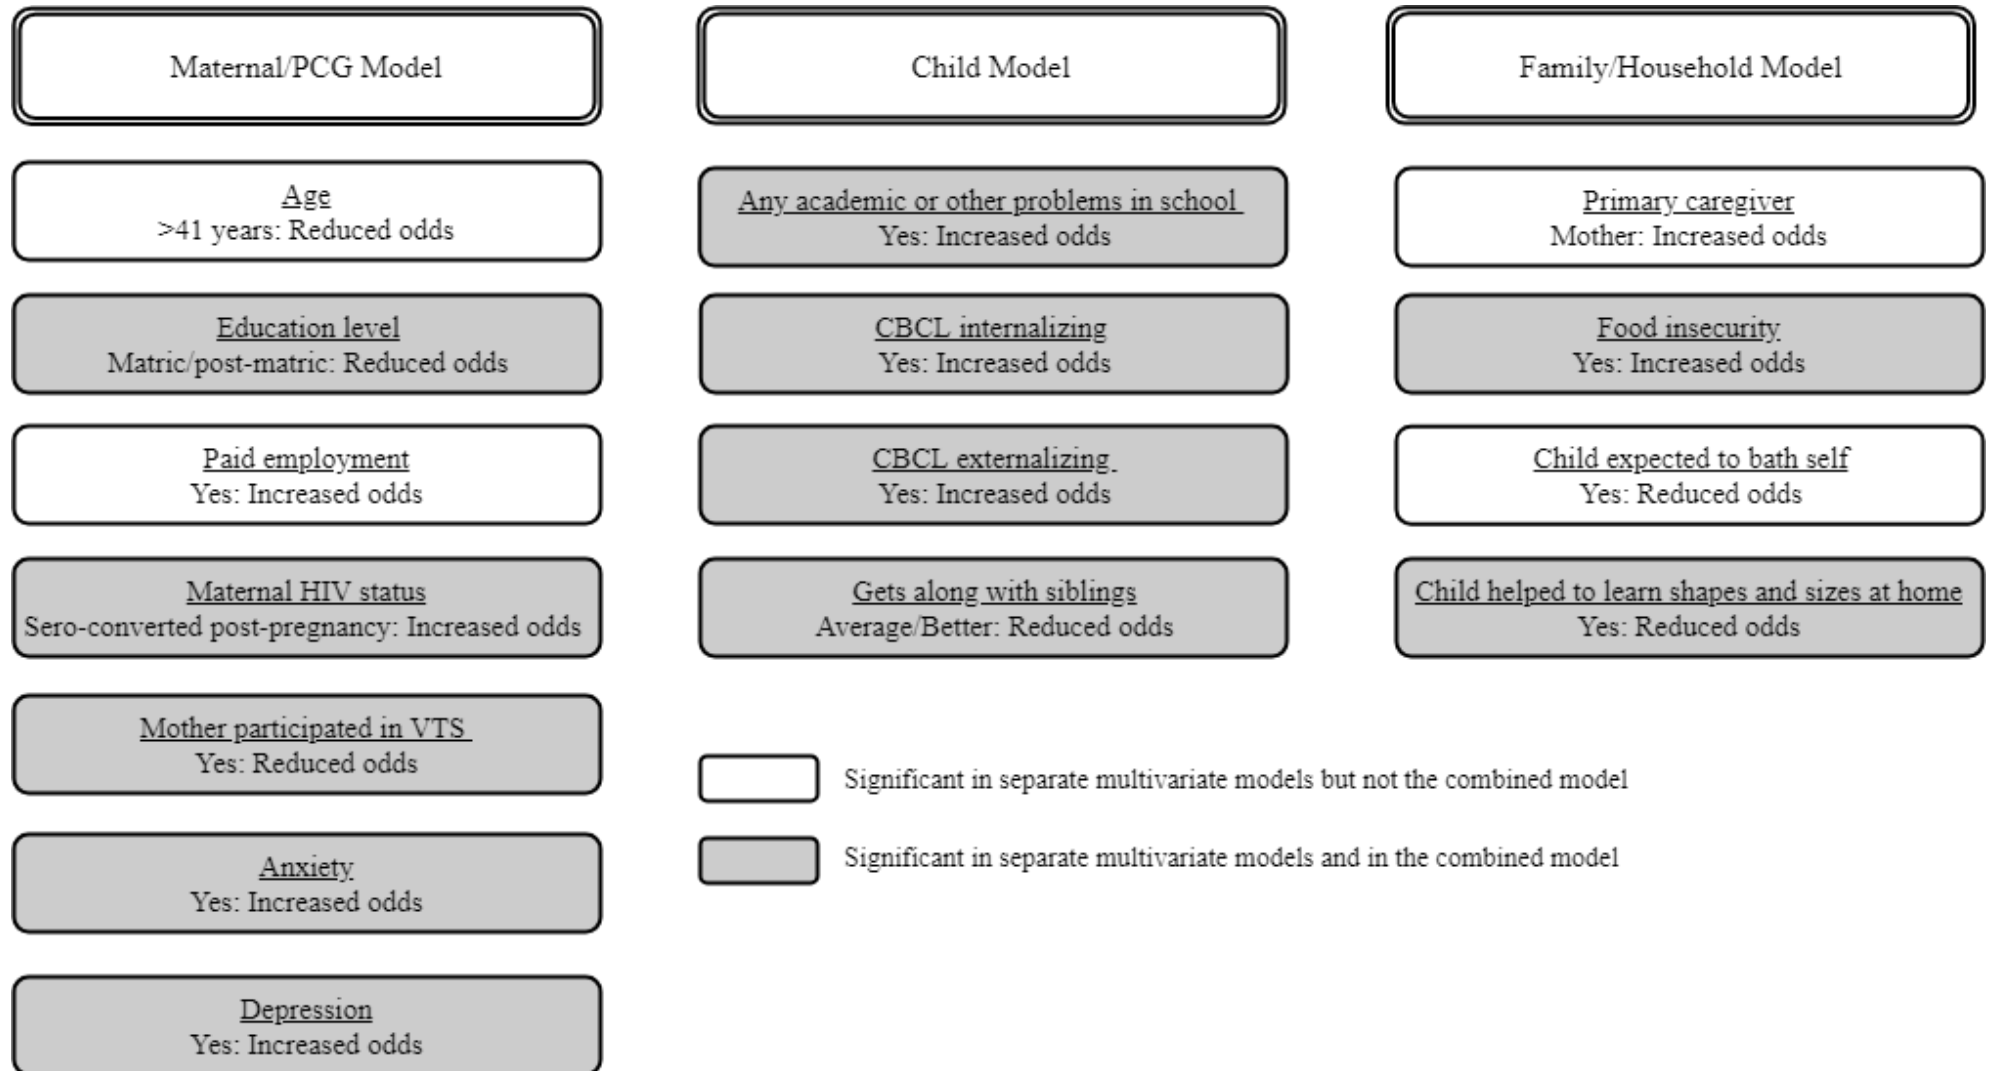 Maternal/PCG Model
Age
>41 years: Reduced odds
Education level
Matric/post-matric: Reduced odds
Paid employment
Yes: Increased odds
Maternal HIV status
Sero-converted post-pregnancy: Increased odds
Mother participated in VTS
Yes: Reduced odds
Anxiety
Yes: Increased odds
Depression
Yes: Increased odds
Child Model
Any academic or other problems in school
Yes: Increased odds
CBCL internalizing
Yes: Increased odds
CBCL externalizing
Yes: Increased odds
Gets along with siblings
Average/Better: Reduced odds
Family/Household Model
Primary caregiver
Mother: Increased odds
Food insecurity
Yes: Increased odds
Child expected to bath self
Yes: Reduced odds
Child helped to learn shapes and sizes at home
Yes: Reduced odds
Significant in separate multivariate models but not the combined model
Significant in separate multivariate models and in the combined model